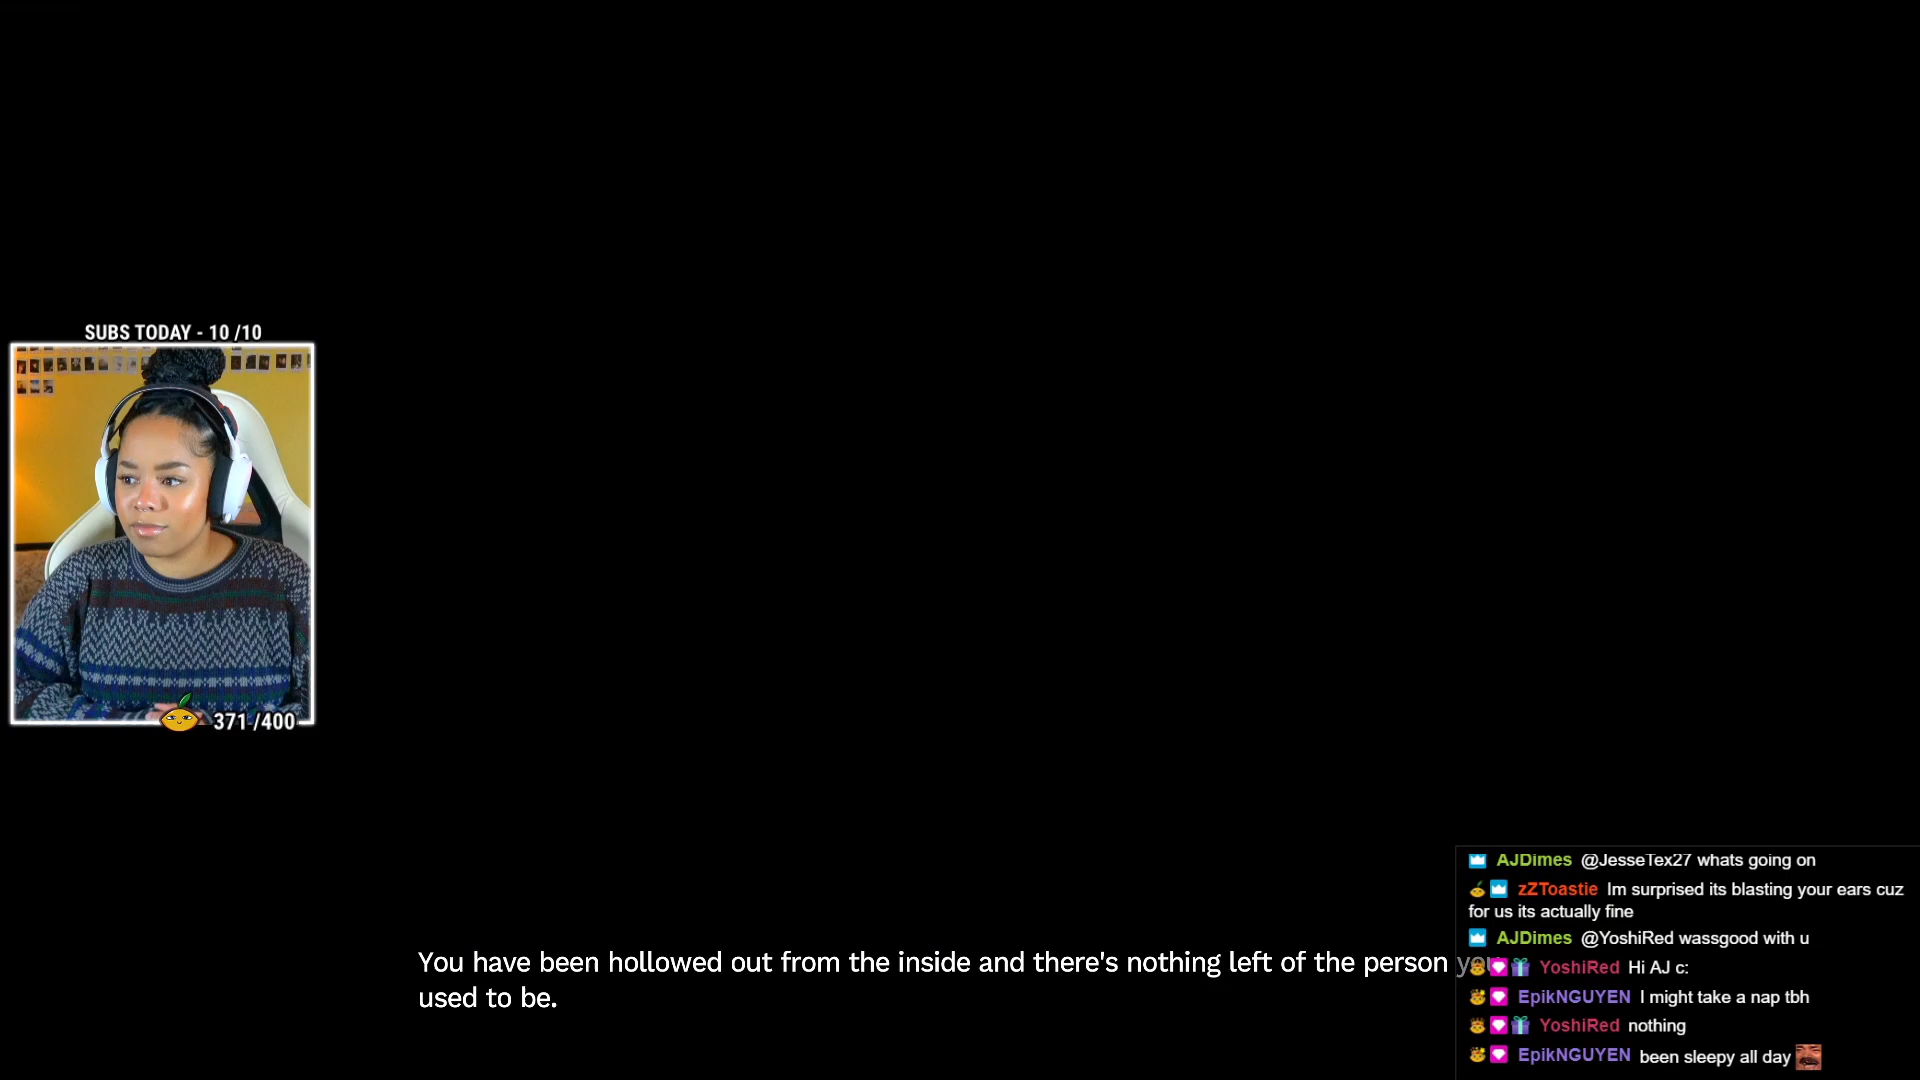 SUBS TODAY - 10 /10
371 /400
You have been hollowed out from the inside and there's nothing left of the person you
used to be.
AJDimes @JesseTex27 whats going on
zZToastie Im surprised its blasting your ears cuz
for us its actually fine
AJDimes @YoshiRed wassgood with u
YoshiRed Hi AJ c:
EpikNGUYEN I might take a nap tbh
YoshiRed nothing
EpikNGUYEN been sleepy all day